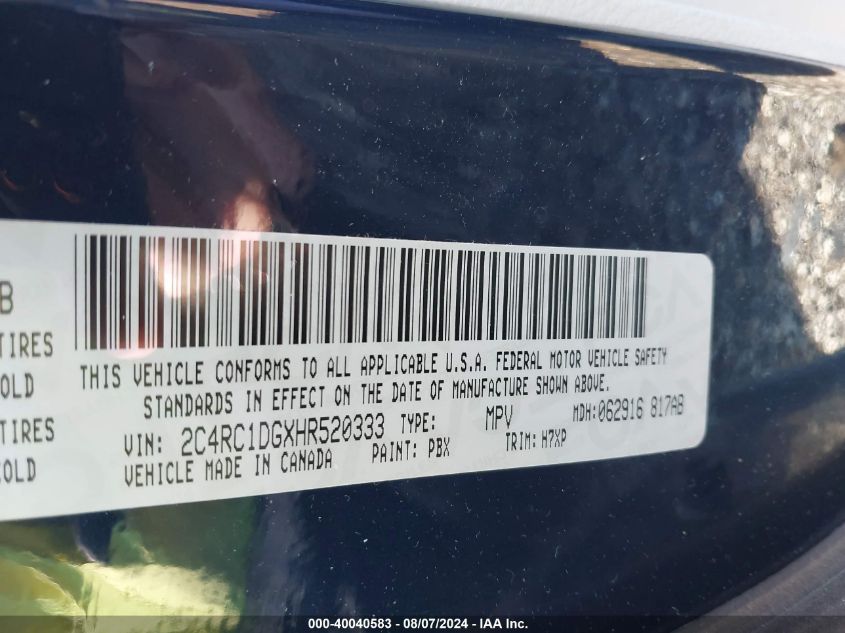 B
TIRES
COLD
TIRES
COLD
THIS VEHICLE CONFORMS TO ALL APPLICABLE U.S.A. FEDERAL MOTOR VEHICLE SAFETY
STANDARDS IN EFFECT ON THE DATE OF MANUFACTURE SHOWN ABOVE.
VIN: 2C4RC1DGXHR520333 TYPE: MPV MDH:062916 817AB
VEHICLE MADE IN CANADA PAINT: PBX TRIM: H7XP
000-40040583 - 08/07/2024 - IAA Inc.